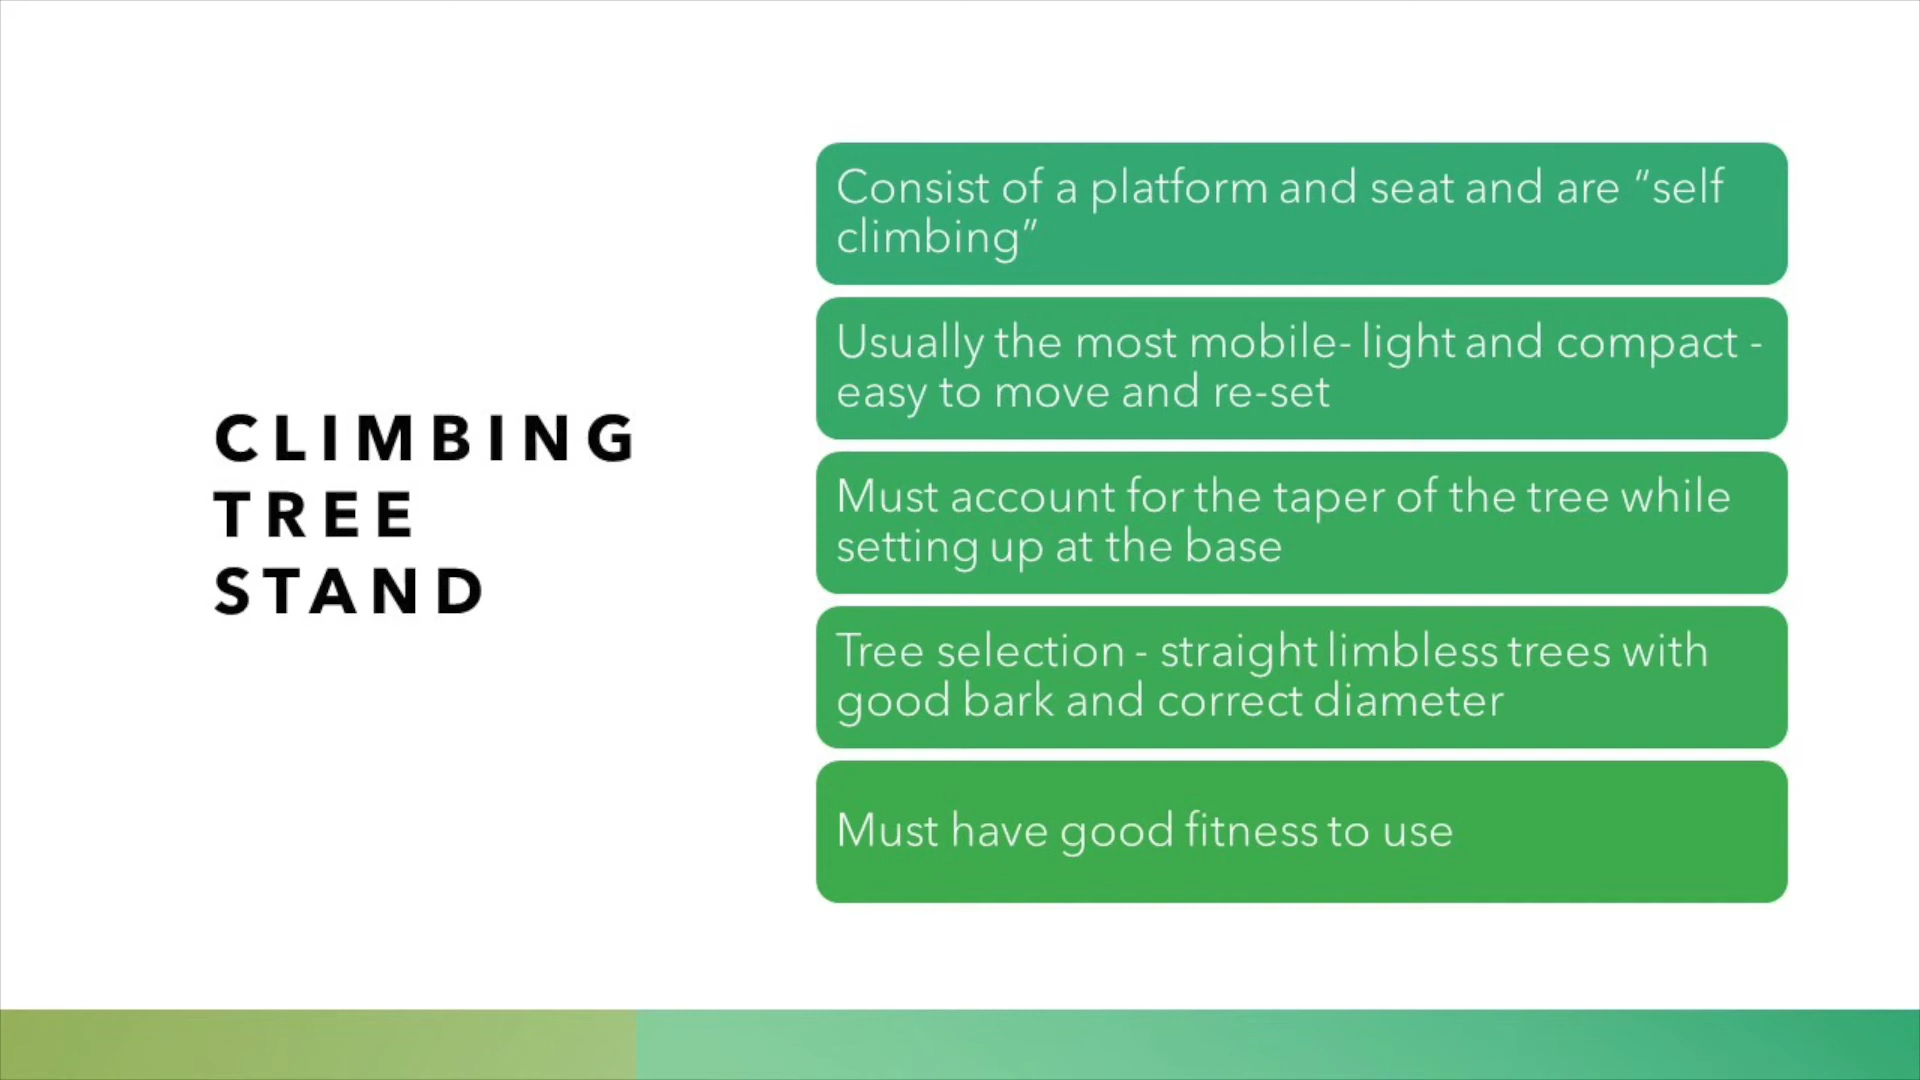 CLIMBING
TREE
STAND
Consist of a platform and seat and are “self
climbing”
Usually the most mobile- light and compact -
easy to move and re-set
Must account for the taper of the tree while
setting up at the base
Tree selection - straight limbless trees with
good bark and correct diameter
Must have good fitness to use